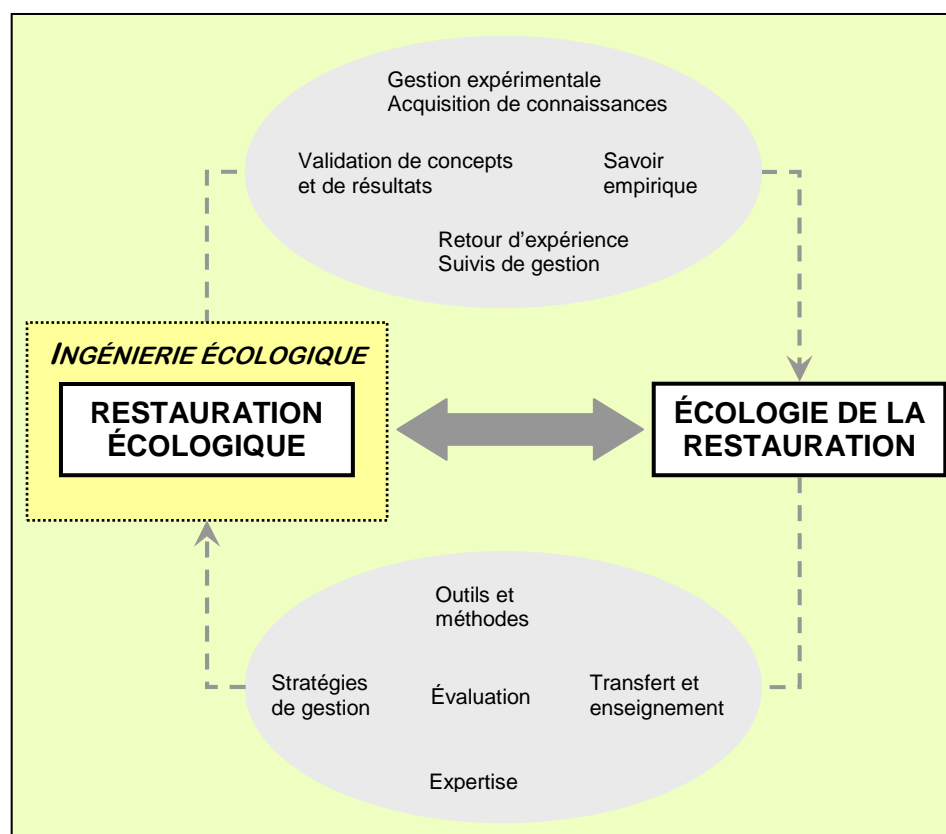 Gestion expérimentale
Acquisition de connaissances
Validation de concepts
et de résultats
Savoir
empirique
Retour d'expérience
Suivis de gestion
INGÉNIERIE ÉCOLOGIQUE
RESTAURATION
ÉCOLOGIQUE
ÉCOLOGIE DE LA
RESTAURATION
Outils et
méthodes
Stratégies
de gestion
Évaluation
Transfert et
enseignement
Expertise